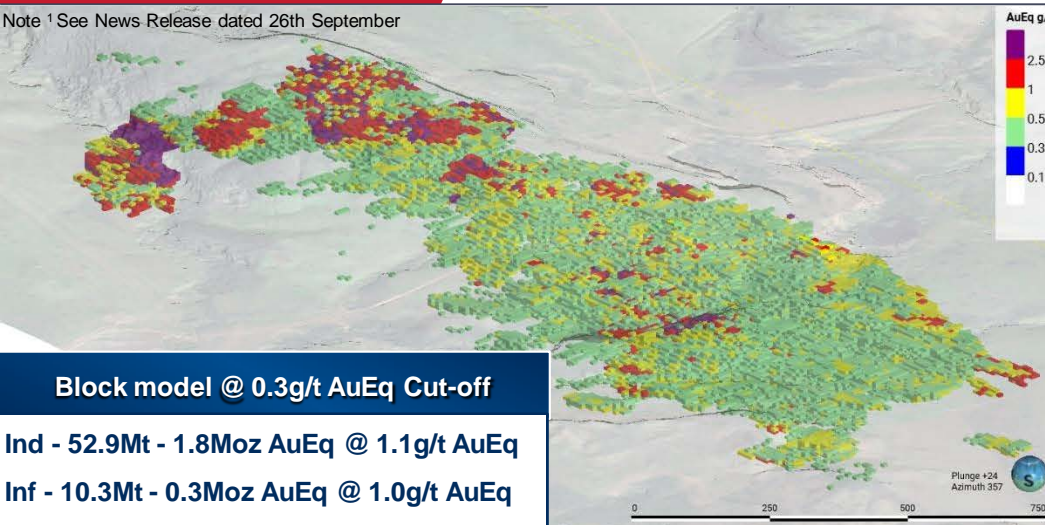 Note ¹ See News Release dated 26th September
AuEq g/
2.5
1
0.5
0.3
0.1
Block model @ 0.3g/t AuEq Cut-off
Ind - 52.9Mt - 1.8Moz AuEq @ 1.1g/t AuEq
Inf - 10.3Mt - 0.3Moz AuEq @ 1.0g/t AuEq
Plunge +24
Azimuth 357
S
0 250 500 750